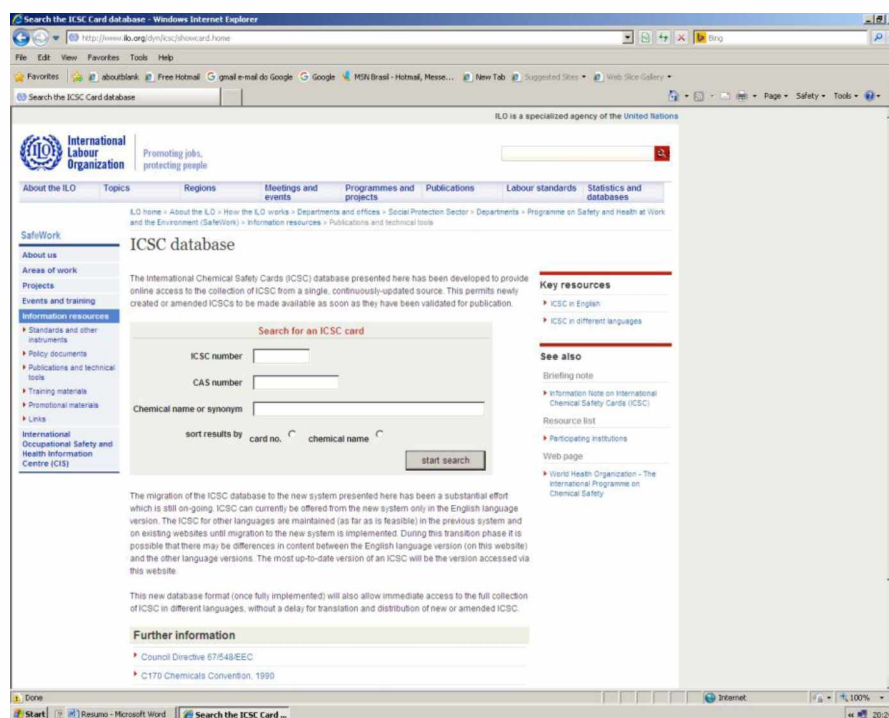 Search the ICSC Card database - Windows Internet Explorer
http://www.ilo.org/dyn/icsc/showcard.home
Bing
File Edit View Favorites Tools Help
Favorites aboutblank Free Hotmail gmail e-mail do Google Google MSN Brasil - Hotmail, Messe... New Tab Suggested Sites Web Slice Gallery
Search the ICSC Card database
Page Safety Tools
ILO is a specialized agency of the United Nations
International
Labour
Organization
Promoting jobs,
protecting people
About the ILO Topics Regions Meetings and events Programmes and projects Publications Labour standards Statistics and databases
ILO home > About the ILO > How the ILO works > Departments and offices > Social Protection Sector > Departments > Programme on Safety and Health at Work
and the Environment (SafeWork) > Information resources > Publications and technical tools
SafeWork
About us
Areas of work
Projects
Events and training
Information resources
Standards and other
instruments
Policy documents
Publications and technical
tools
Training materials
Promotional materials
Links
International
Occupational Safety and
Health Information
Centre (CIS)
ICSC database
The International Chemical Safety Cards (ICSC) database presented here has been developed to provide
online access to the collection of ICSC from a single, continuously-updated source. This permits newly
created or amended ICSCs to be made available as soon as they have been validated for publication.
Search for an ICSC card
ICSC number
CAS number
Chemical name or synonym
sort results by card no. chemical name
start search
The migration of the ICSC database to the new system presented here has been a substantial effort
which is still on-going. ICSC can currently be offered from the new system only in the English language
version. The ICSC for other languages are maintained (as far as is feasible) in the previous system and
on existing websites until migration to the new system is implemented. During this transition phase it is
possible that there may be differences in content between the English language version (on this website)
and the other language versions. The most up-to-date version of an ICSC will be the version accessed via
this website.
This new database format (once fully implemented) will also allow immediate access to the full collection
of ICSC in different languages, without a delay for translation and distribution of new or amended ICSC.
Further information
Council Directive 67/548/EEC
C170 Chemicals Convention, 1990
Key resources
ICSC in English
ICSC in different languages
See also
Briefing note
Information Note on International
Chemical Safety Cards (ICSC)
Resource list
Participating institutions
Web page
World Health Organization - The
International Programme on
Chemical Safety
Done Internet 100%
Start Resumo - Microsoft Word Search the ICSC Card ...